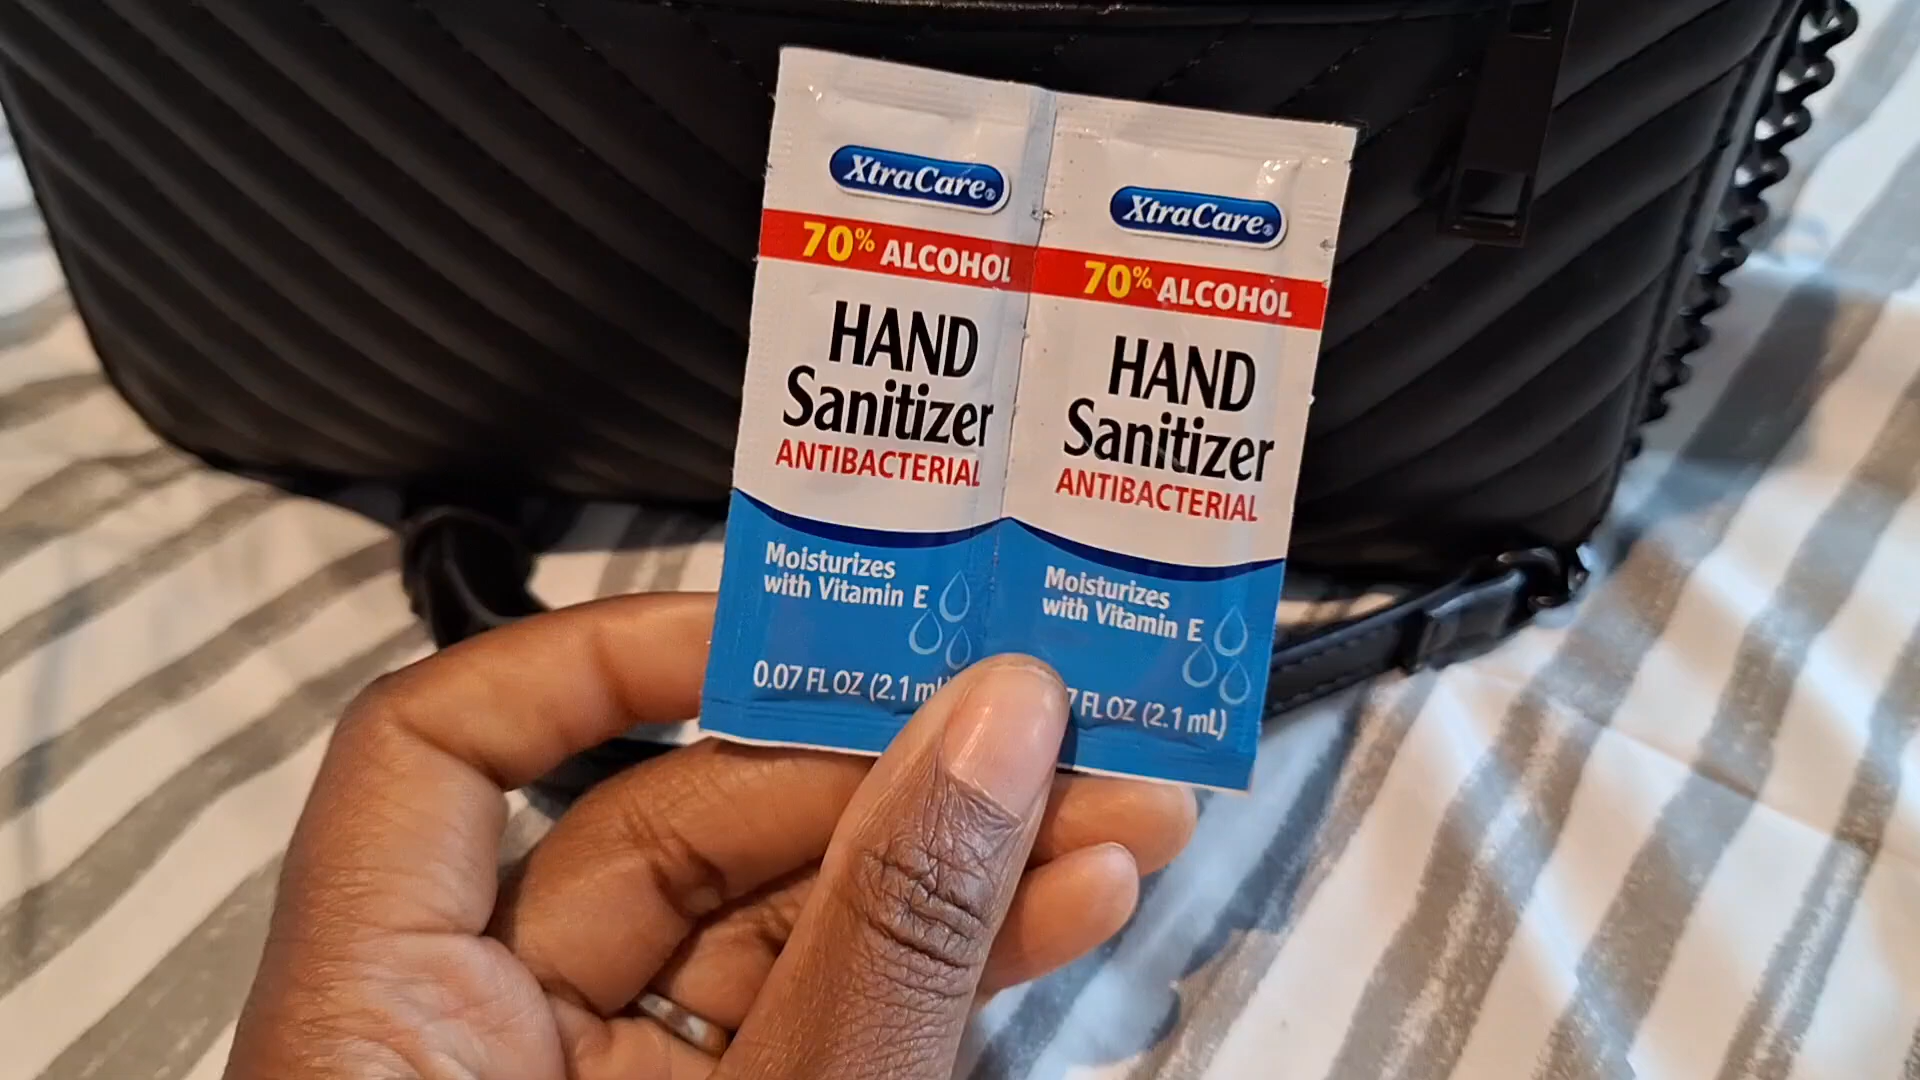 XtraCare®
70% ALCOHOL
HAND
Sanitizer
ANTIBACTERIAL
Moisturizes
with Vitamin E
0.07 FL OZ (2.1 mL
XtraCare®
70% ALCOHOL
HAND
Sanitizer
ANTIBACTERIAL
Moisturizes
with Vitamin E
7 FL OZ (2.1 mL)